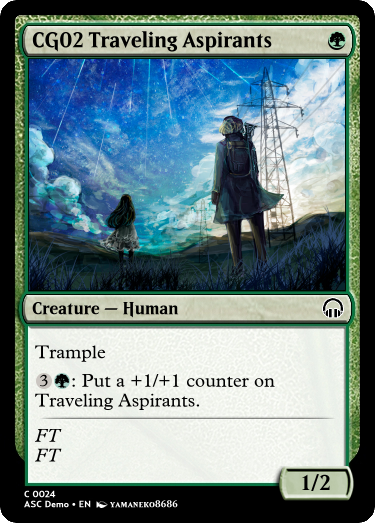 CG02 Traveling Aspirants
Creature — Human
Trample
3: Put a +1/+1 counter on
Traveling Aspirants.
FT
FT
1/2
C 0024
ASC Demo • EN YAMANEKO8686